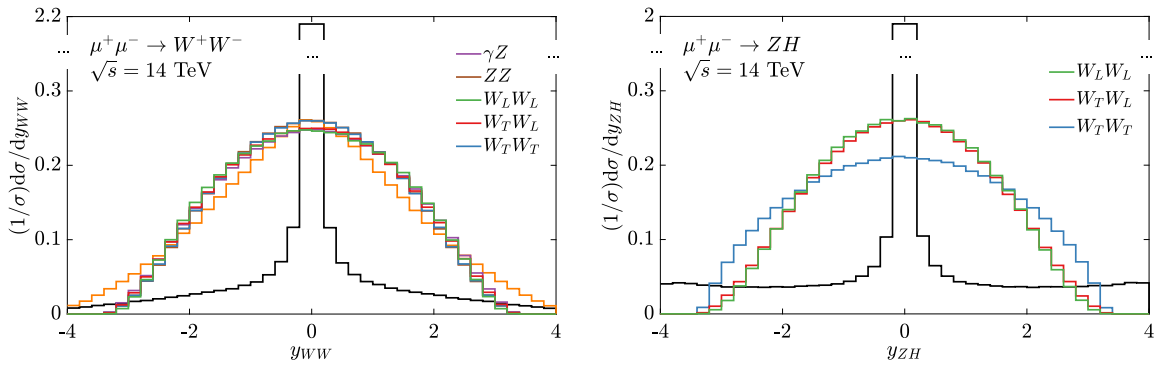 2.2
...
...
μ⁺μ⁻ → W⁺W⁻
√s = 14 TeV
...
γZ
ZZ
W_L W_L
W_T W_L
W_T W_T
0.3
0.2
0.1
0
-4 -2 0 2 4
y_WW
(1/σ)dσ/dy_WW
2.2
...
...
μ⁺μ⁻ → ZH
√s = 14 TeV
...
W_L W_L
W_T W_L
W_T W_T
0.3
0.2
0.1
0
-4 -2 0 2 4
y_ZH
(1/σ)dσ/dy_ZH